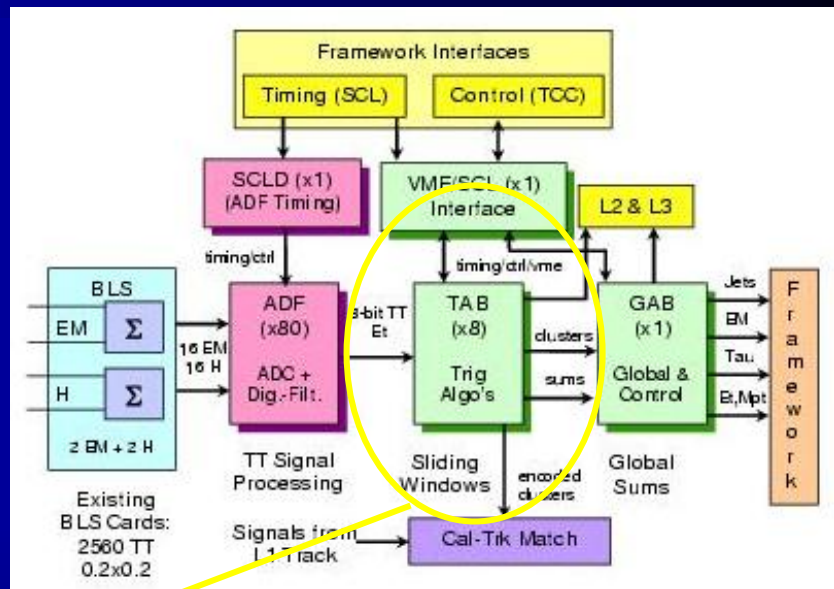 Framework Interfaces
Timing (SCL)
Control (TCC)
SCLD (x1)
(ADF Timing)
VME/SCL (x1)
Interface
L2 & L3
timing/ctrl
timing/ctrl/vme
BLS
EM
Σ
H
Σ
2 EM + 2 H
16 EM
16 H
ADF
(x80)
ADC +
Dig.-Filt.
8-bit TT
Et
TAB
(x8)
Trig
Algo's
clusters
sums
GAB
(x1)
Global &
Control
Jets
EM
Tau
Et,Mpt
Framework
TT Signal
Processing
Sliding
Windows
encoded
clusters
Global
Sums
Existing
BLS Cards:
2560 TT
0.2x0.2
Signals from
L1 Track
Cal-Trk Match